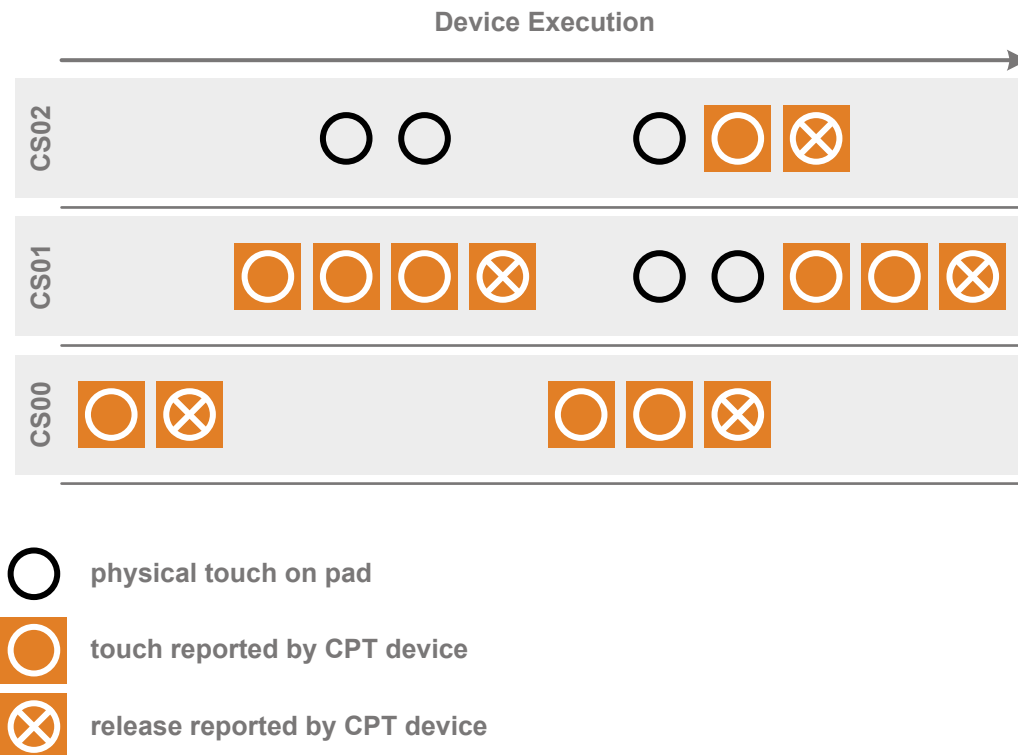 Device Execution
CS02
CS01
CS00
physical touch on pad
touch reported by CPT device
release reported by CPT device